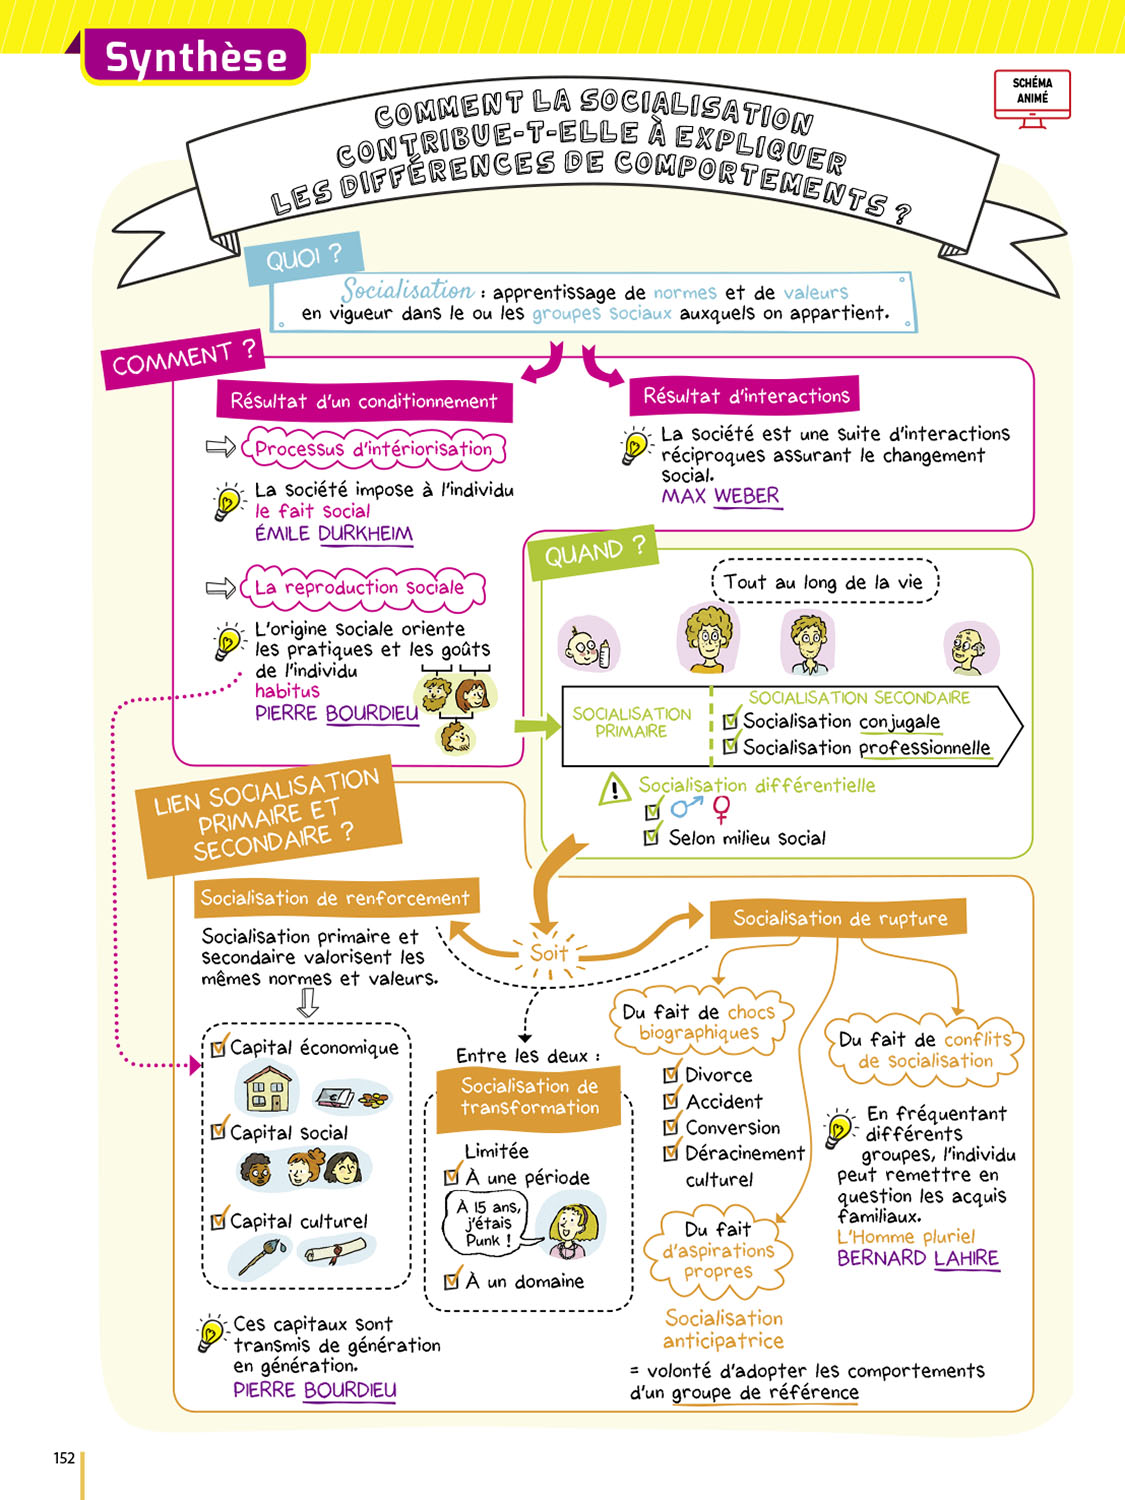 Synthèse
SCHÉMA
ANIMÉ
COMMENT LA SOCIALISATION
CONTRIBUE-T-ELLE À EXPLIQUER
LES DIFFÉRENCES DE COMPORTEMENTS ?
QUOI ?
Socialisation : apprentissage de normes et de valeurs
en vigueur dans le ou les groupes sociaux auxquels on appartient.
COMMENT ?
Résultat d'un conditionnement
Processus d'intériorisation
La société impose à l'individu
le fait social
ÉMILE DURKHEIM
La reproduction sociale
L'origine sociale oriente
les pratiques et les goûts
de l'individu
habitus
PIERRE BOURDIEU
Résultat d'interactions
La société est une suite d'interactions
réciproques assurant le changement
social.
MAX WEBER
QUAND ?
Tout au long de la vie
SOCIALISATION
PRIMAIRE
SOCIALISATION SECONDAIRE
Socialisation conjugale
Socialisation professionnelle
Socialisation différentielle
Selon milieu social
LIEN SOCIALISATION
PRIMAIRE ET
SECONDAIRE ?
Socialisation de renforcement
Socialisation primaire et
secondaire valorisent les
mêmes normes et valeurs.
Capital économique
Capital social
Capital culturel
Ces capitaux sont
transmis de génération
en génération.
PIERRE BOURDIEU
Soit
Entre les deux :
Socialisation de
transformation
Limitée
À une période
À 15 ans,
j'étais
Punk !
À un domaine
Socialisation de rupture
Du fait de chocs
biographiques
Divorce
Accident
Conversion
Déracinement
culturel
Du fait
d'aspirations
propres
Socialisation
anticipatrice
= volonté d'adopter les comportements
d'un groupe de référence
Du fait de conflits
de socialisation
En fréquentant
différents
groupes, l'individu
peut remettre en
question les acquis
familiaux.
L'Homme pluriel
BERNARD LAHIRE
152